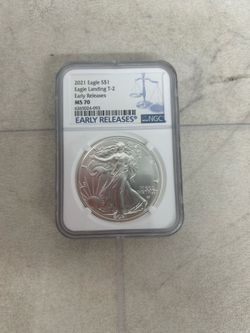 2021 Eagle S$1
Eagle Landing T-2
Early Releases
MS 70
EARLY RELEASES
NGC